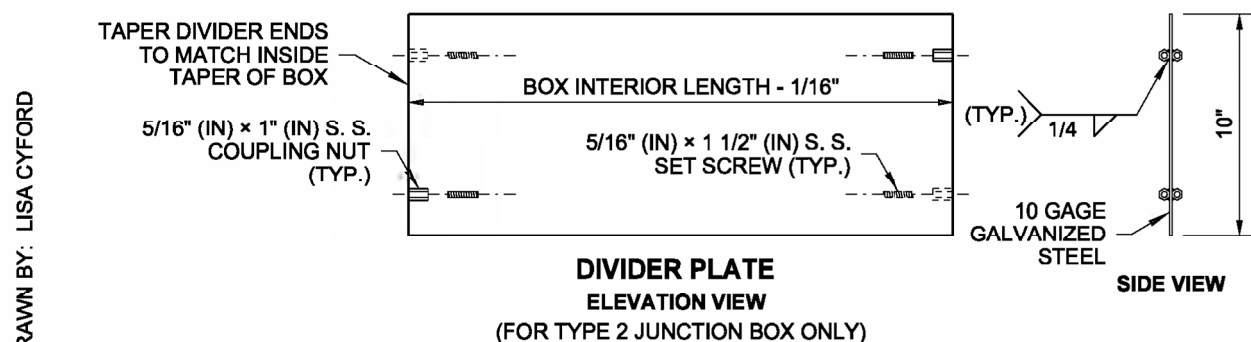 TAPER DIVIDER ENDS
TO MATCH INSIDE
TAPER OF BOX
BOX INTERIOR LENGTH - 1/16"
5/16" (IN) × 1" (IN) S. S.
COUPLING NUT
(TYP.)
5/16" (IN) × 1 1/2" (IN) S. S.
SET SCREW (TYP.)
(TYP.)
1/4
10"
10 GAGE
GALVANIZED
STEEL
DIVIDER PLATE
ELEVATION VIEW
(FOR TYPE 2 JUNCTION BOX ONLY)
SIDE VIEW
RAWN BY: LISA CYFORD